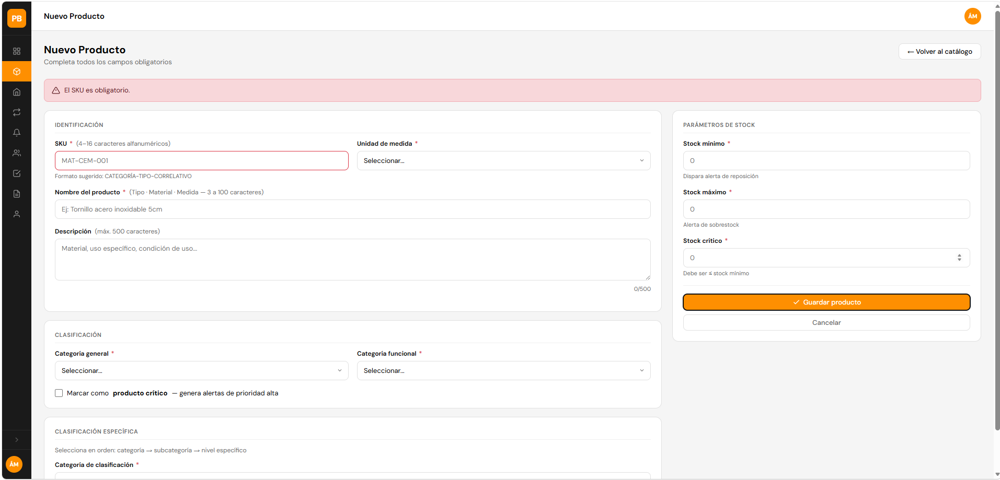 PB
Nuevo Producto
ÁM
Nuevo Producto
Completa todos los campos obligatorios
← Volver al catálogo
El SKU es obligatorio.
IDENTIFICACIÓN
SKU * (4–16 caracteres alfanuméricos)
MAT-CEM-001
Formato sugerido: CATEGORÍA-TIPO-CORRELATIVO
Unidad de medida *
Seleccionar...
Nombre del producto * (Tipo · Material · Medida — 3 a 100 caracteres)
Ej: Tornillo acero inoxidable 5cm
Descripción (máx. 500 caracteres)
Material, uso específico, condición de uso...
0/500
PARÁMETROS DE STOCK
Stock mínimo *
0
Dispara alerta de reposición
Stock máximo *
0
Alerta de sobrestock
Stock crítico *
0
Debe ser ≤ stock mínimo
Guardar producto
Cancelar
CLASIFICACIÓN
Categoría general *
Seleccionar...
Categoría funcional *
Seleccionar...
Marcar como producto crítico — genera alertas de prioridad alta
CLASIFICACIÓN ESPECÍFICA
Selecciona en orden: categoría → subcategoría → nivel específico
Categoría de clasificación *
ÁM